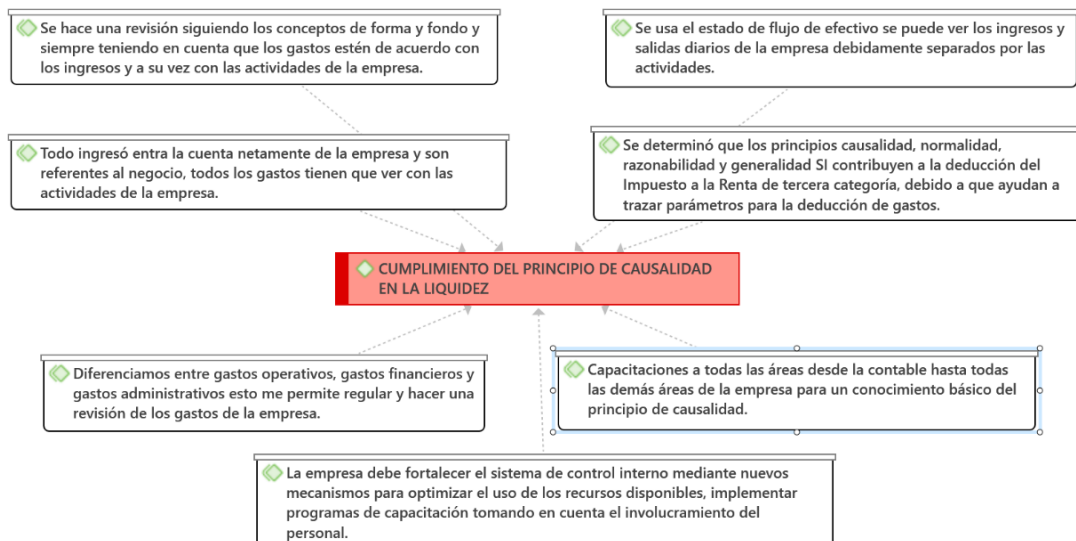 Se hace una revisión siguiendo los conceptos de forma y fondo y
siempre teniendo en cuenta que los gastos estén de acuerdo con
los ingresos y a su vez con las actividades de la empresa.
Se usa el estado de flujo de efectivo se puede ver los ingresos y
salidas diarios de la empresa debidamente separados por las
actividades.
Todo ingresó entra la cuenta netamente de la empresa y son
referentes al negocio, todos los gastos tienen que ver con las
actividades de la empresa.
Se determinó que los principios causalidad, normalidad,
razonabilidad y generalidad SI contribuyen a la deducción del
Impuesto a la Renta de tercera categoría, debido a que ayudan a
trazar parámetros para la deducción de gastos.
CUMPLIMIENTO DEL PRINCIPIO DE CAUSALIDAD
EN LA LIQUIDEZ
Diferenciamos entre gastos operativos, gastos financieros y
gastos administrativos esto me permite regular y hacer una
revisión de los gastos de la empresa.
Capacitaciones a todas las áreas desde la contable hasta todas
las demás áreas de la empresa para un conocimiento básico del
principio de causalidad.
La empresa debe fortalecer el sistema de control interno mediante nuevos
mecanismos para optimizar el uso de los recursos disponibles, implementar
programas de capacitación tomando en cuenta el involucramiento del
personal.